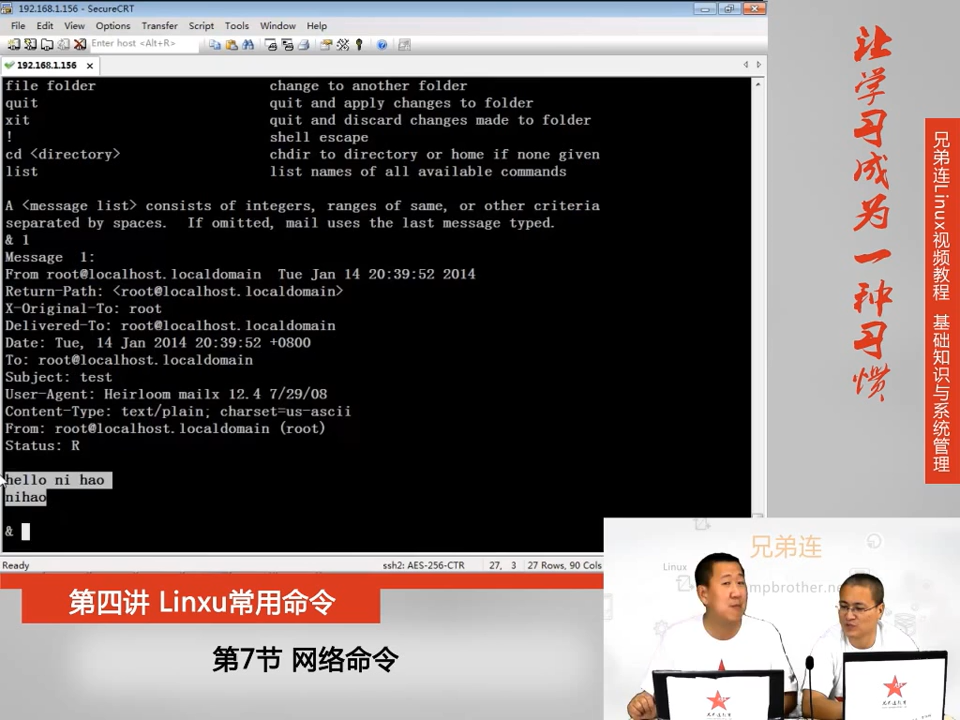 192.168.1.156 - SecureCRT
File Edit View Options Transfer Script Tools Window Help
Enter host <Alt+R>
192.168.1.156
file folder change to another folder
quit quit and apply changes to folder
xit quit and discard changes made to folder
! shell escape
cd <directory> chdir to directory or home if none given
list list names of all available commands
A <message list> consists of integers, ranges of same, or other criteria
separated by spaces. If omitted, mail uses the last message typed.
& 1
Message 1:
From root@localhost.localdomain Tue Jan 14 20:39:52 2014
Return-Path: <root@localhost.localdomain>
X-Original-To: root
Delivered-To: root@localhost.localdomain
Date: Tue, 14 Jan 2014 20:39:52 +0800
To: root@localhost.localdomain
Subject: test
User-Agent: Heirloom mailx 12.4 7/29/08
Content-Type: text/plain; charset=us-ascii
From: root@localhost.localdomain (root)
Status: R
hello ni hao
nihao
&
Ready ssh2: AES-256-CTR 27, 3 27 Rows, 90 Cols
让学习成为一种习惯
兄弟连Linux视频教程 基础知识与系统管理
兄弟连
Linux
mpbrother.ne
第四讲 Linxu常用命令
第7节 网络命令